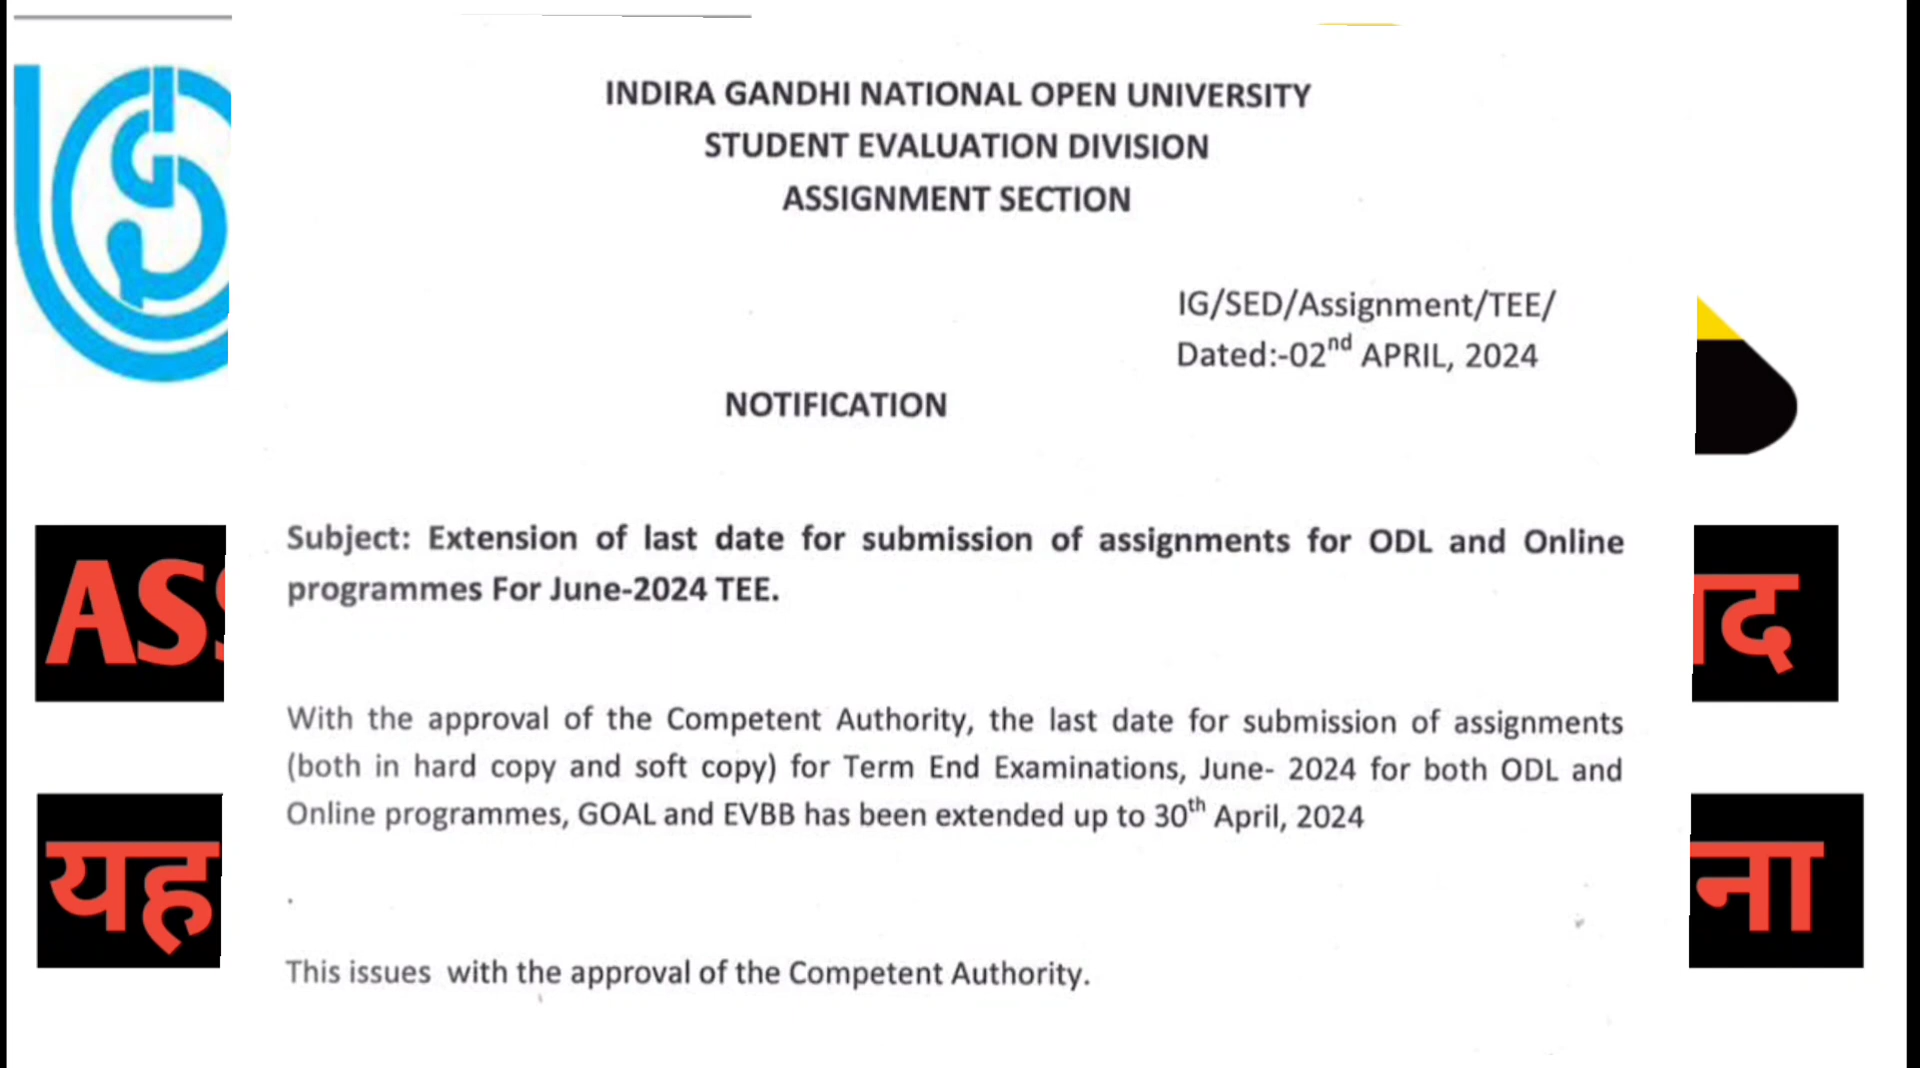 INDIRA GANDHI NATIONAL OPEN UNIVERSITY
STUDENT EVALUATION DIVISION
ASSIGNMENT SECTION
IG/SED/Assignment/TEE/
Dated:-02nd APRIL, 2024
NOTIFICATION
Subject: Extension of last date for submission of assignments for ODL and Online
programmes For June-2024 TEE.
With the approval of the Competent Authority, the last date for submission of assignments
(both in hard copy and soft copy) for Term End Examinations, June- 2024 for both ODL and
Online programmes, GOAL and EVBB has been extended up to 30th April, 2024
.
This issues with the approval of the Competent Authority.
यह
ना